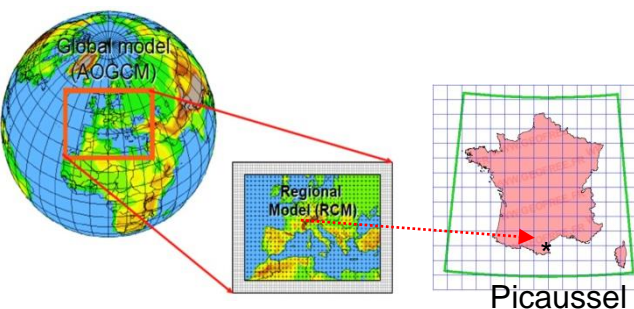 Global model
(AOGCM)
Regional
Model (RCM)
*
Picaussel